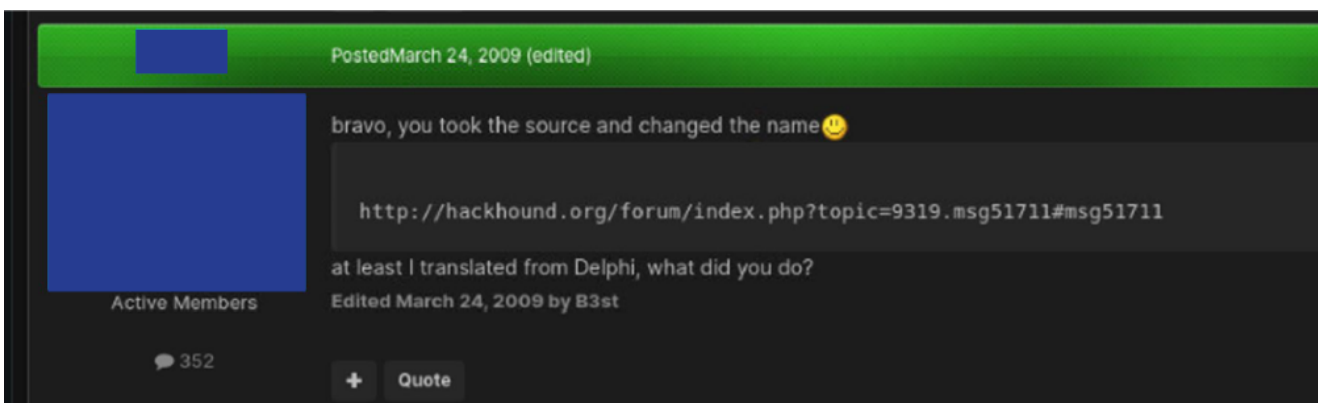 PostedMarch 24, 2009 (edited)
bravo, you took the source and changed the name
http://hackhound.org/forum/index.php?topic=9319.msg51711#msg51711
at least I translated from Delphi, what did you do?
Active Members
Edited March 24, 2009 by B3st
352
+ Quote